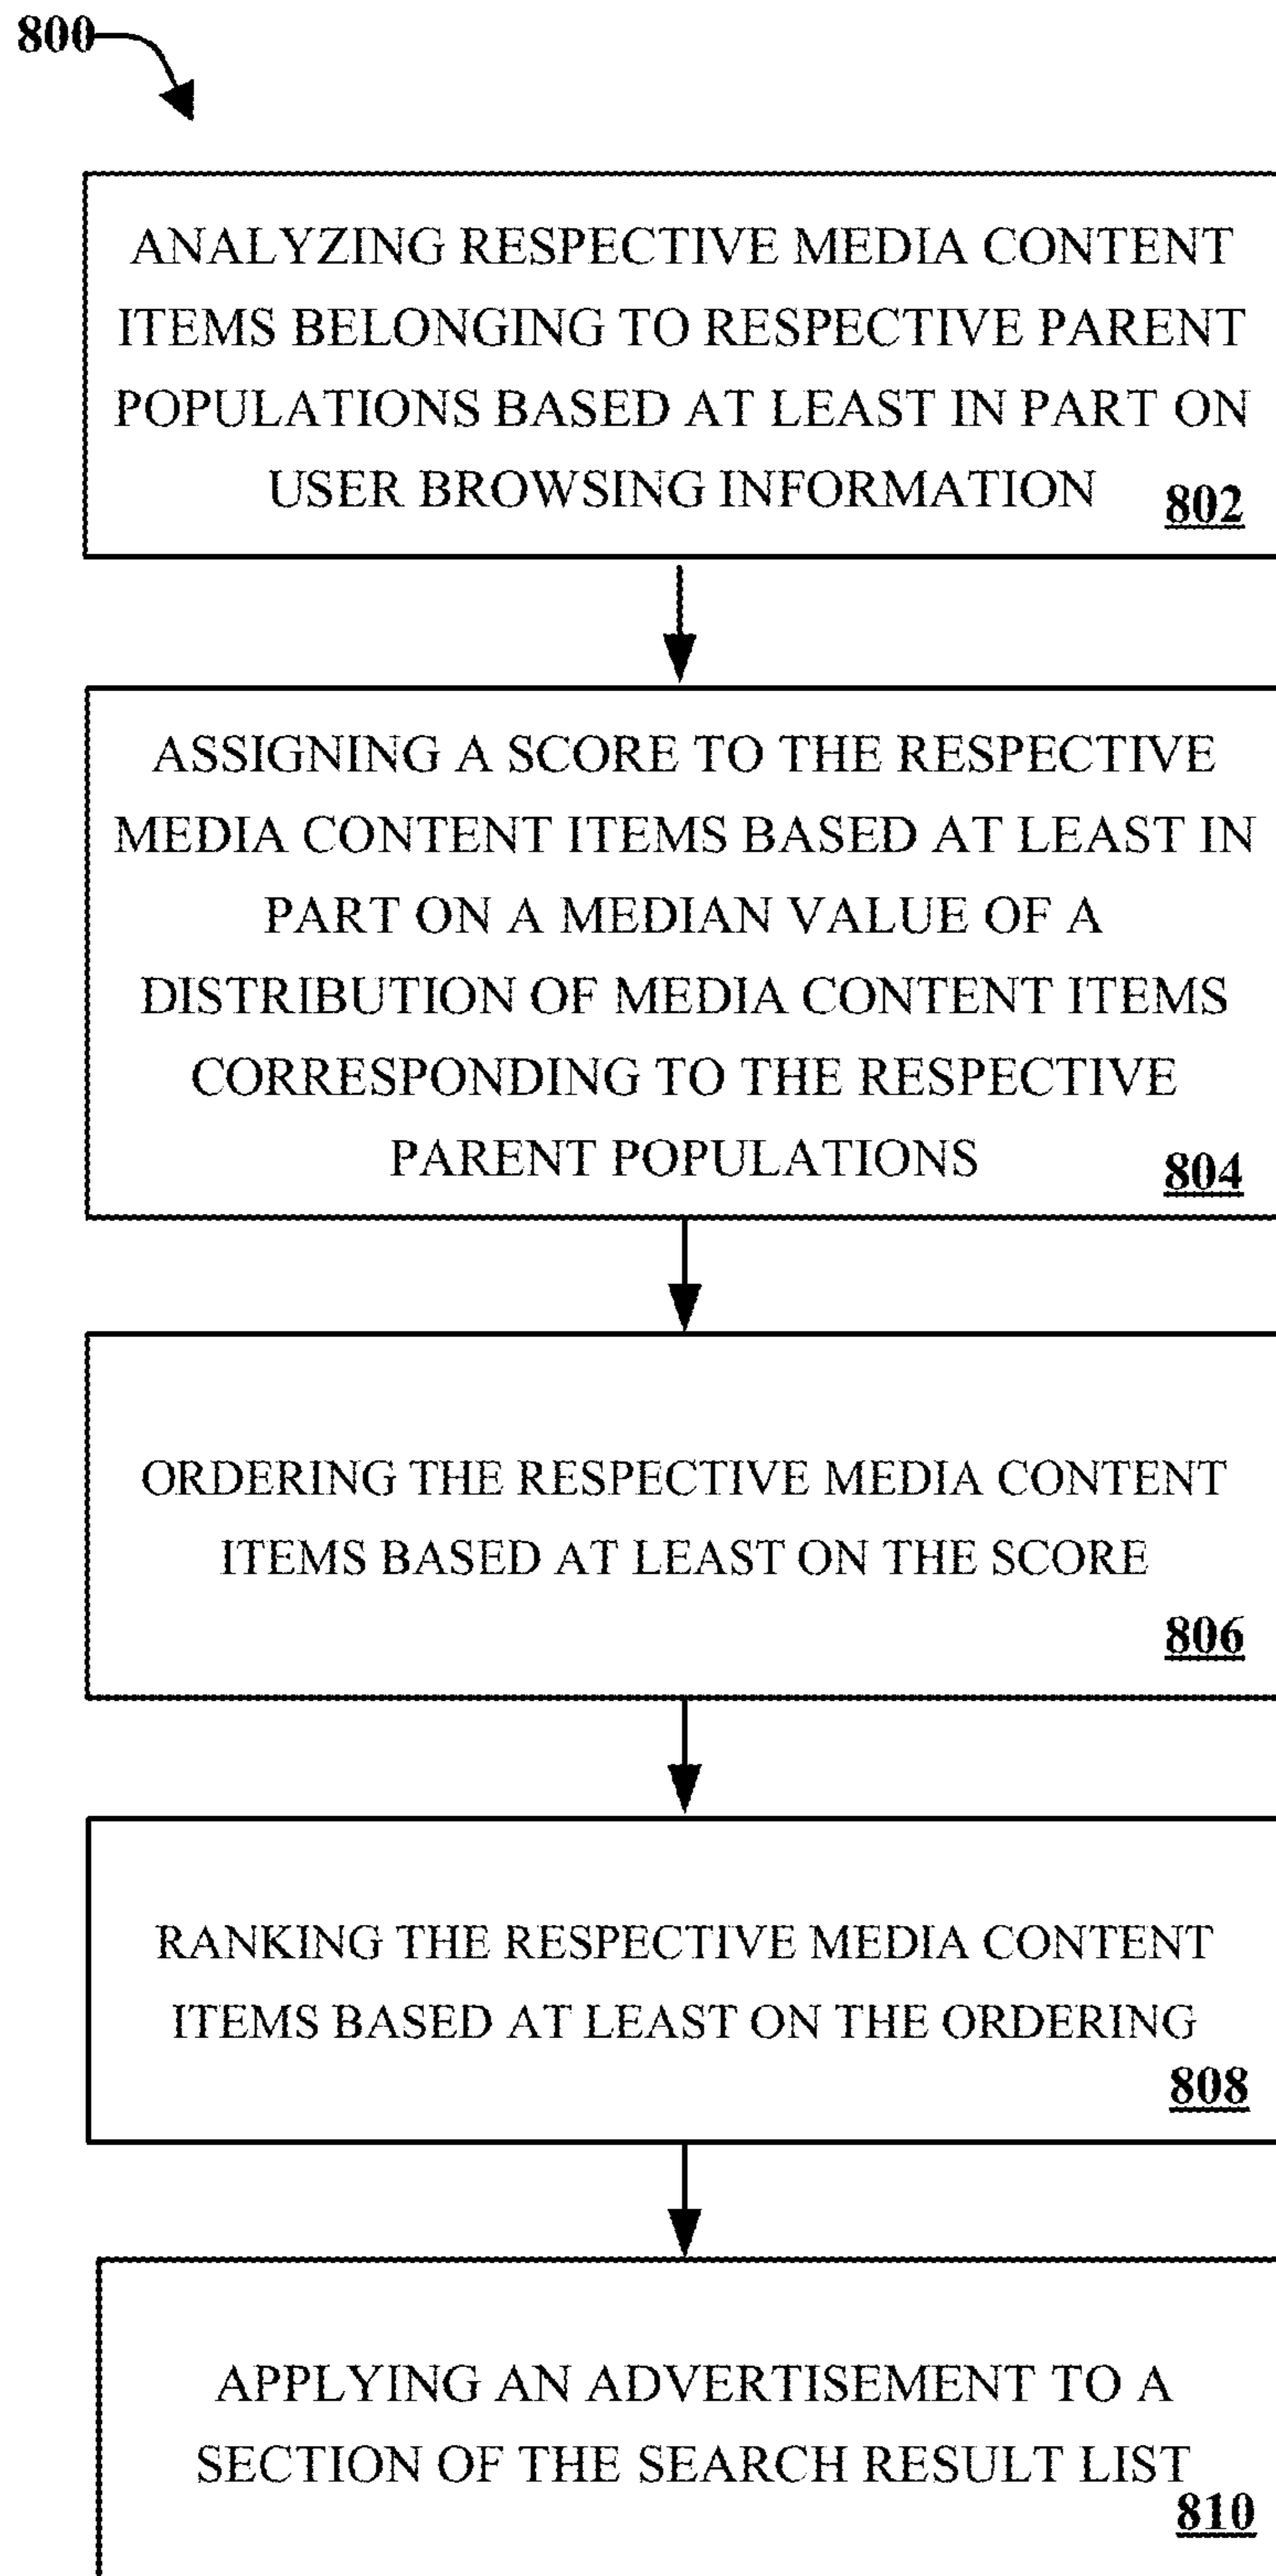 800
ANALYZING RESPECTIVE MEDIA CONTENT
ITEMS BELONGING TO RESPECTIVE PARENT
POPULATIONS BASED AT LEAST IN PART ON
USER BROWSING INFORMATION
802
ASSIGNING A SCORE TO THE RESPECTIVE
MEDIA CONTENT ITEMS BASED AT LEAST IN
PART ON A MEDIAN VALUE OF A
DISTRIBUTION OF MEDIA CONTENT ITEMS
CORRESPONDING TO THE RESPECTIVE
PARENT POPULATIONS
804
ORDERING THE RESPECTIVE MEDIA CONTENT
ITEMS BASED AT LEAST ON THE SCORE
806
RANKING THE RESPECTIVE MEDIA CONTENT
ITEMS BASED AT LEAST ON THE ORDERING
808
APPLYING AN ADVERTISEMENT TO A
SECTION OF THE SEARCH RESULT LIST
810